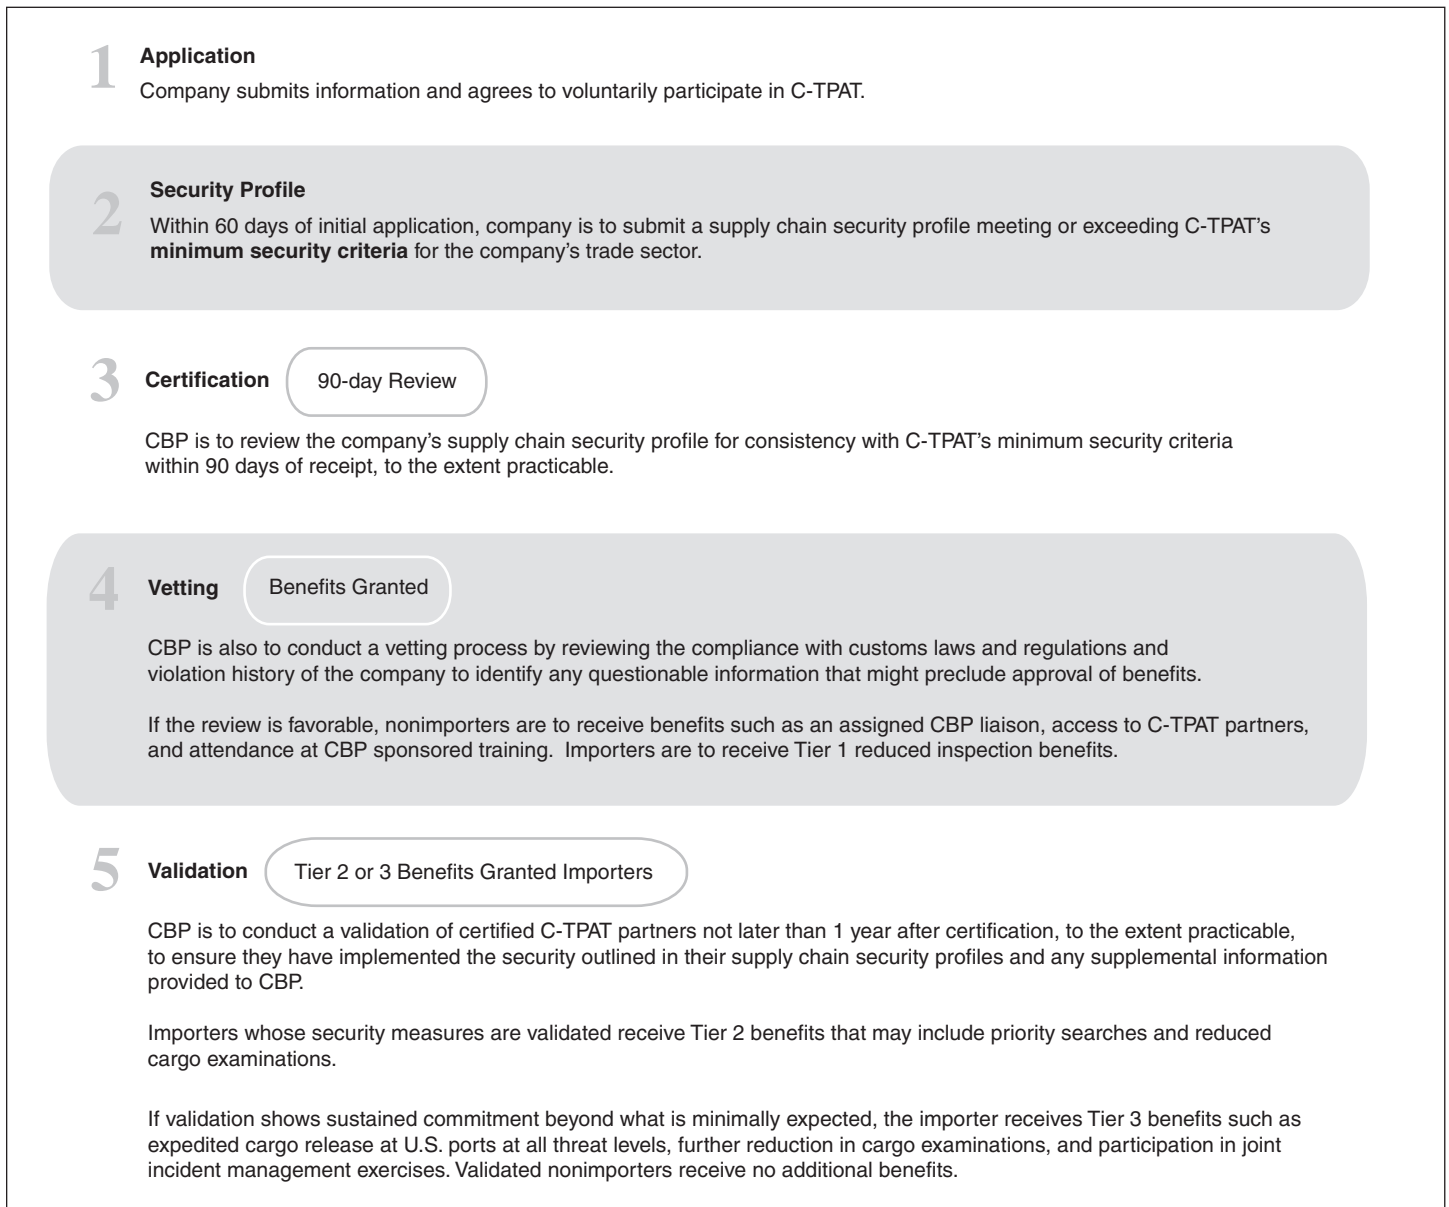 1 Application
Company submits information and agrees to voluntarily participate in C-TPAT.
2 Security Profile
Within 60 days of initial application, company is to submit a supply chain security profile meeting or exceeding C-TPAT’s
minimum security criteria for the company’s trade sector.
3 Certification 90-day Review
CBP is to review the company’s supply chain security profile for consistency with C-TPAT’s minimum security criteria
within 90 days of receipt, to the extent practicable.
4 Vetting Benefits Granted
CBP is also to conduct a vetting process by reviewing the compliance with customs laws and regulations and
violation history of the company to identify any questionable information that might preclude approval of benefits.
If the review is favorable, nonimporters are to receive benefits such as an assigned CBP liaison, access to C-TPAT partners,
and attendance at CBP sponsored training. Importers are to receive Tier 1 reduced inspection benefits.
5 Validation Tier 2 or 3 Benefits Granted Importers
CBP is to conduct a validation of certified C-TPAT partners not later than 1 year after certification, to the extent practicable,
to ensure they have implemented the security outlined in their supply chain security profiles and any supplemental information
provided to CBP.
Importers whose security measures are validated receive Tier 2 benefits that may include priority searches and reduced
cargo examinations.
If validation shows sustained commitment beyond what is minimally expected, the importer receives Tier 3 benefits such as
expedited cargo release at U.S. ports at all threat levels, further reduction in cargo examinations, and participation in joint
incident management exercises. Validated nonimporters receive no additional benefits.